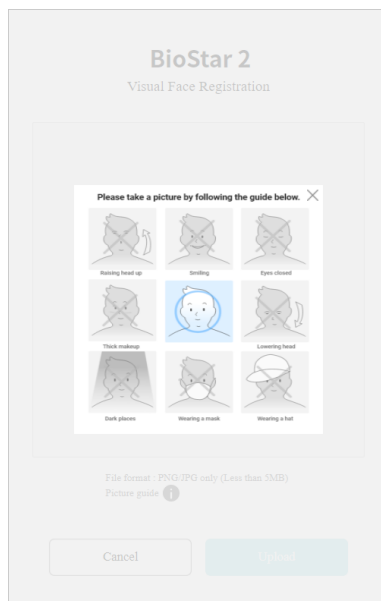 BioStar 2
Visual Face Registration
Please take a picture by following the guide below.
Raising head up Smiling Eyes closed
Thick makeup Lowering head
Dark places Wearing a mask Wearing a hat
File format : PNG/JPG only (Less than 5MB)
Picture guide i
Cancel Upload